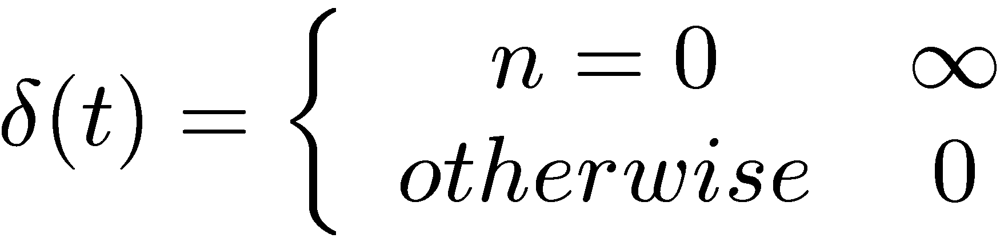 δ(t) = { n = 0 ∞
otherwise 0